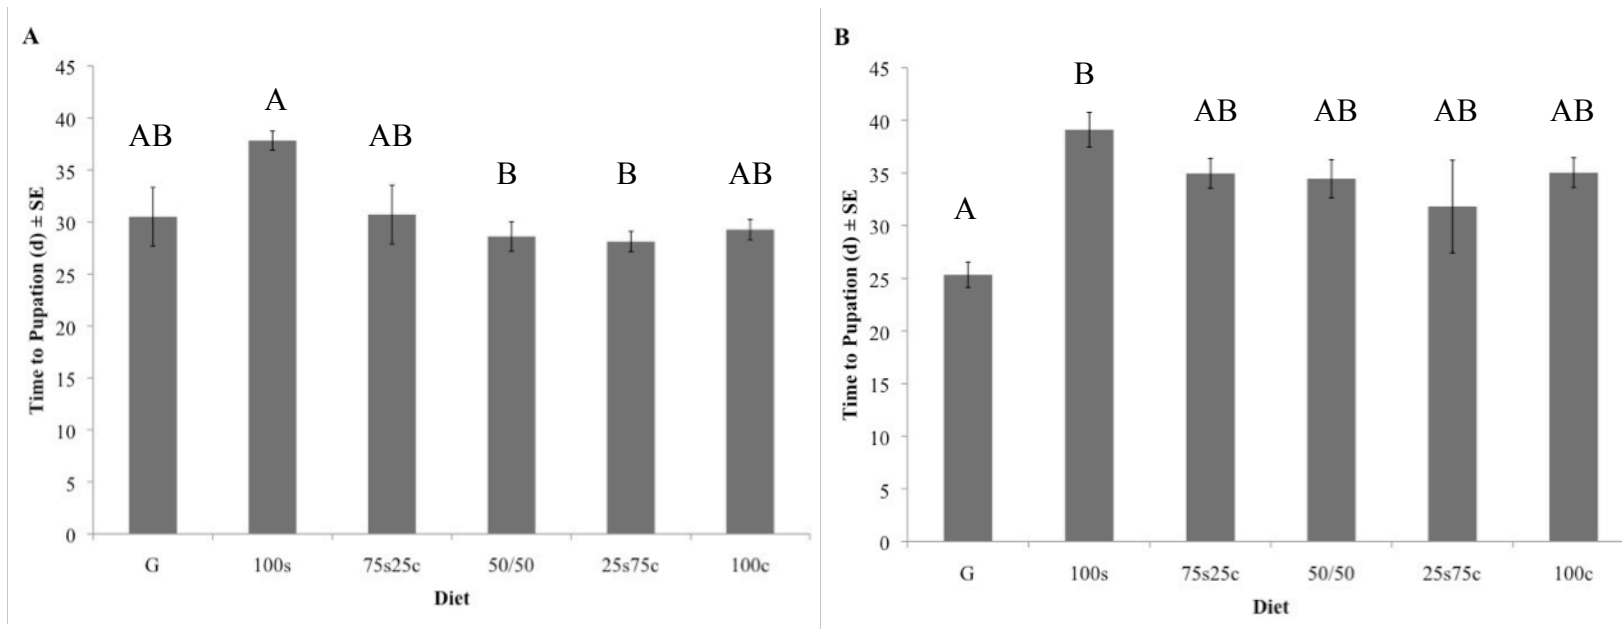 A
Time to Pupation (d) ± SE
45
40
35
30
25
20
15
10
5
0
AB
A
AB
B
B
AB
G
100s
75s25c
50/50
25s75c
100c
Diet
B
Time to Pupation (d) ± SE
45
40
35
30
25
20
15
10
5
0
A
B
AB
AB
AB
AB
G
100s
75s25c
50/50
25s75c
100c
Diet